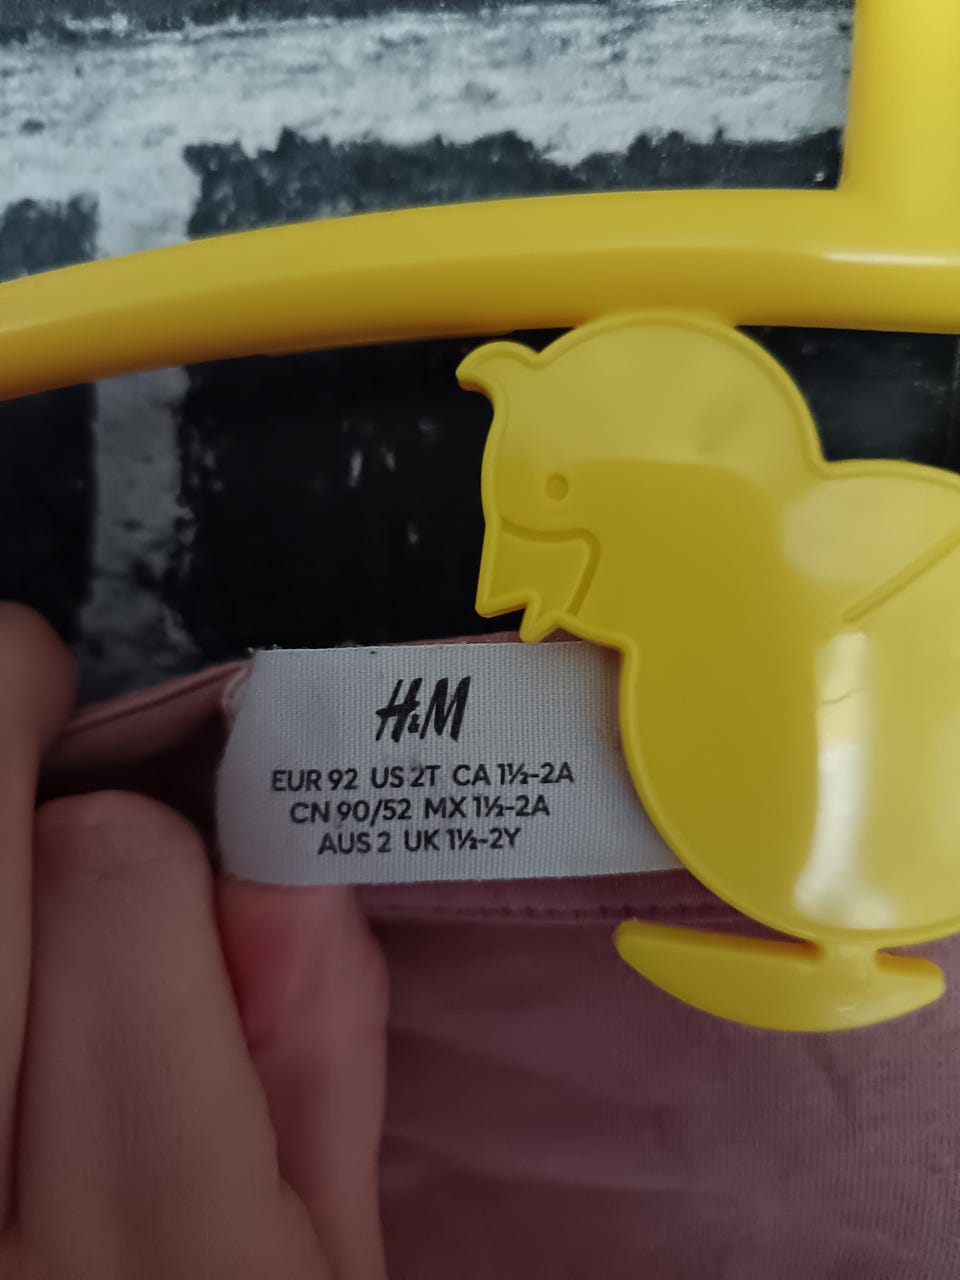 H&M
EUR 92 US 2T CA 1½-2A
CN 90/52 MX 1½-2A
AUS 2 UK 1½-2Y